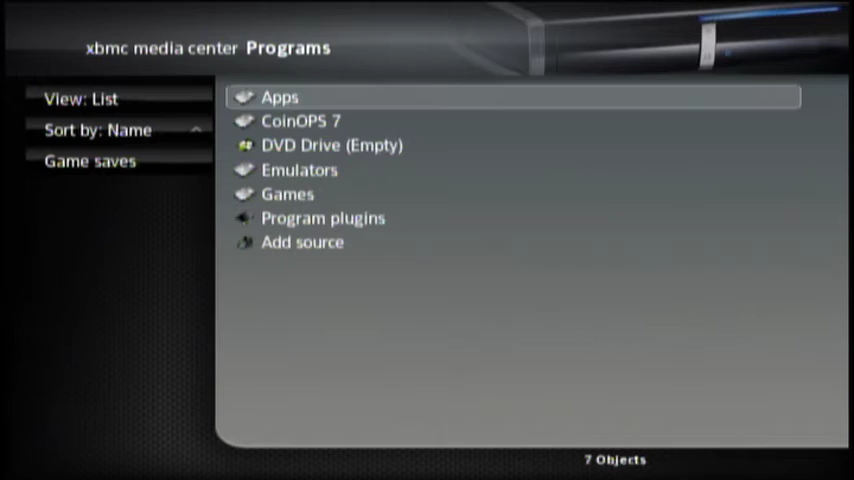 xbmc media center Programs
View: List
Sort by: Name
Game saves
Apps
CoinOPS 7
DVD Drive (Empty)
Emulators
Games
Program plugins
Add source
7 Objects